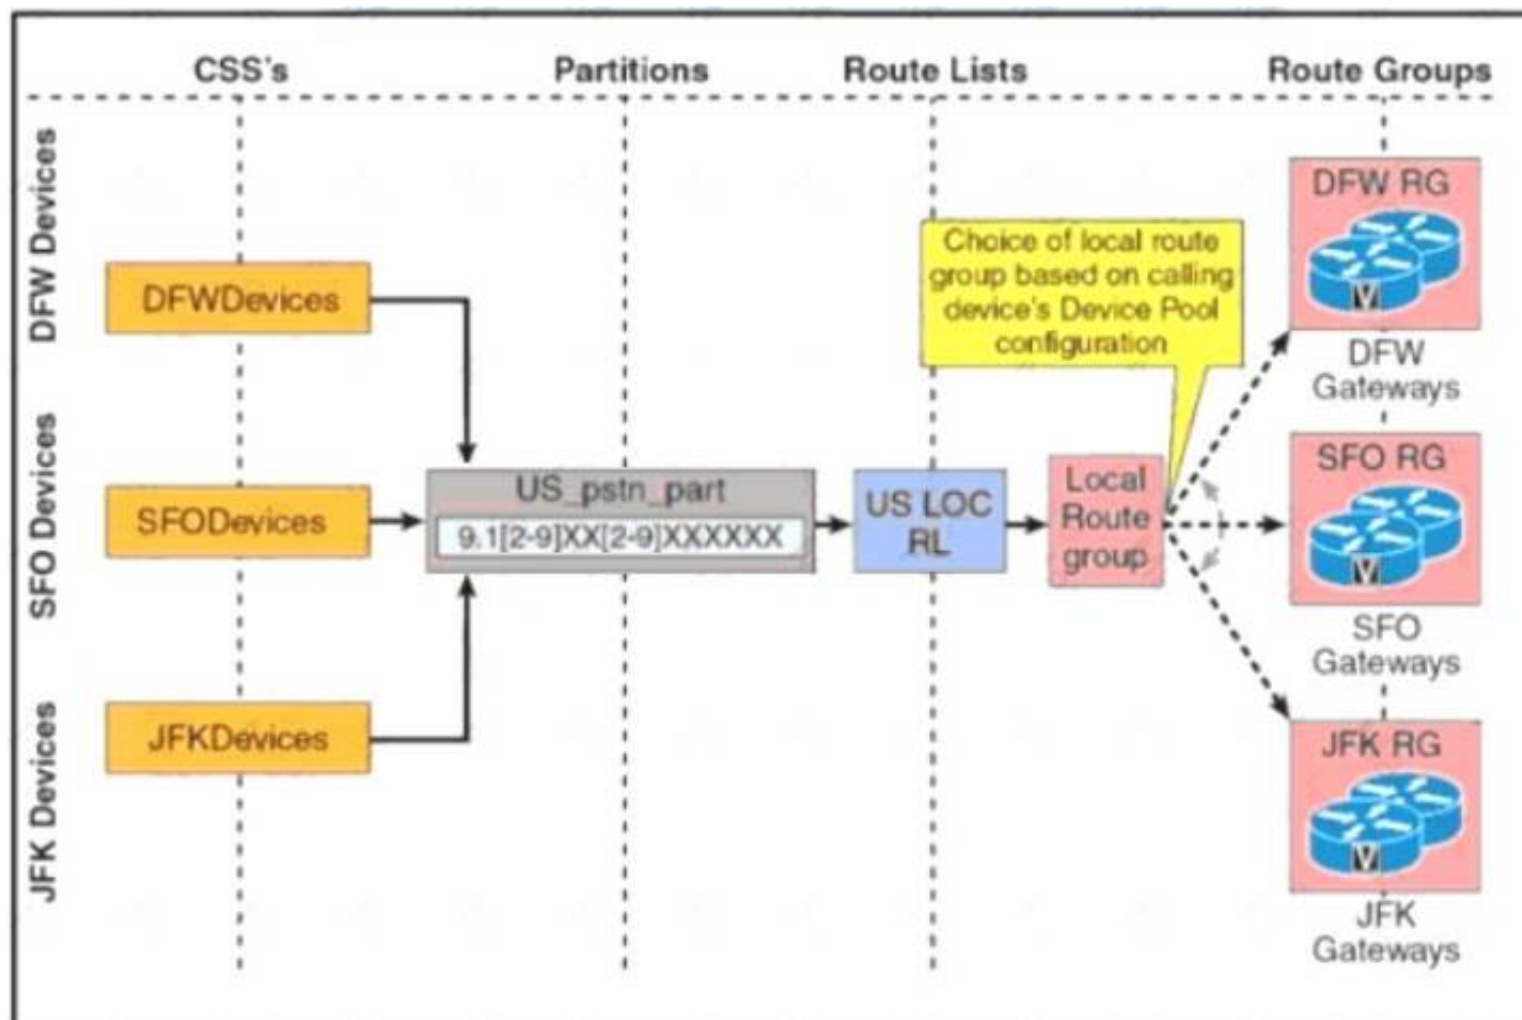 CSS's
Partitions
Route Lists
Route Groups
DFW Devices
SFO Devices
JFK Devices
DFWDevices
SFODevices
JFKDevices
US_pstn_part
9.1[2-9]XX[2-9]XXXXXX
US LOC
RL
Local
Route
group
Choice of local route
group based on calling
device's Device Pool
configuration
DFW RG
V
DFW
Gateways
SFO RG
V
SFO
Gateways
JFK RG
V
JFK
Gateways